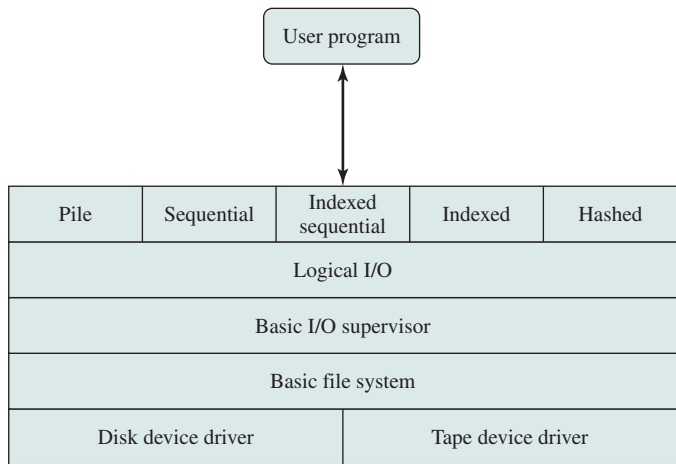 User program
Pile
Sequential
Indexed
sequential
Indexed
Hashed
Logical I/O
Basic I/O supervisor
Basic file system
Disk device driver
Tape device driver